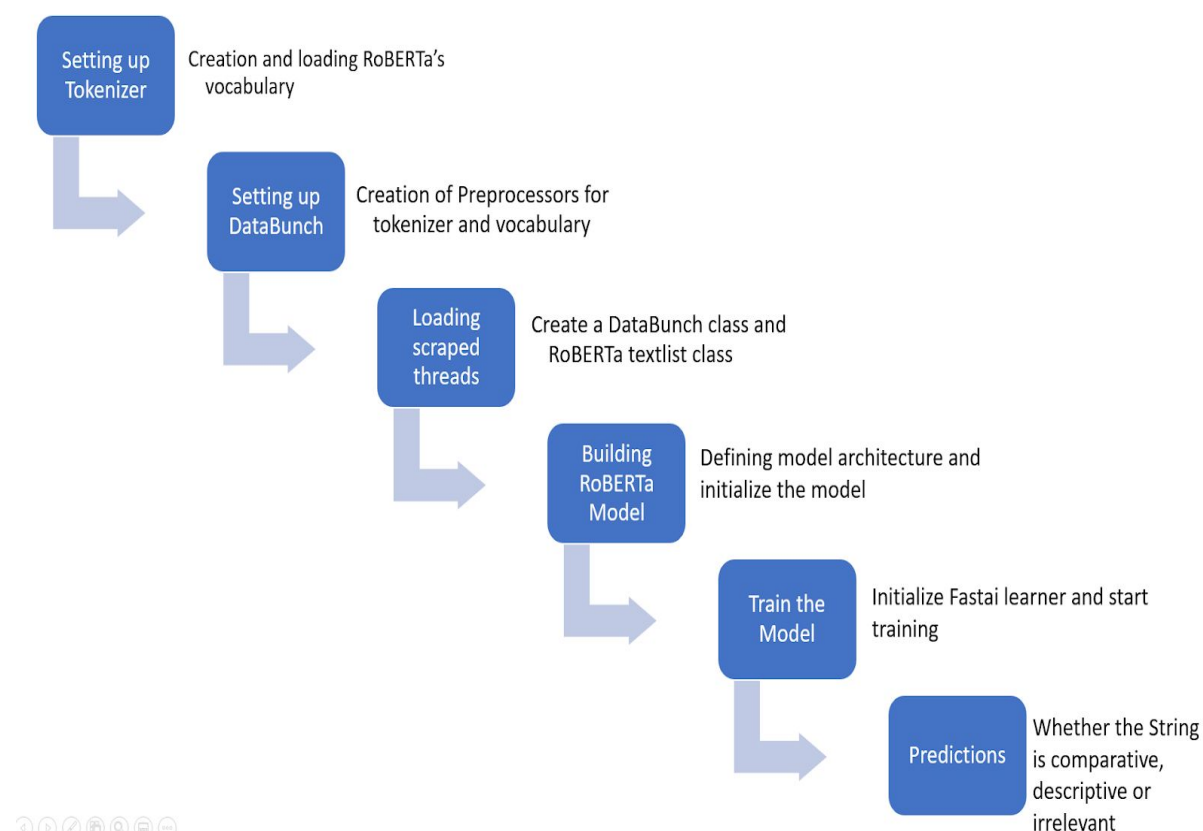 Setting up
Tokenizer
Creation and loading RoBERTa's
vocabulary
Setting up
DataBunch
Creation of Preprocessors for
tokenizer and vocabulary
Loading
scraped
threads
Create a DataBunch class and
RoBERTa textlist class
Building
RoBERTa
Model
Defining model architecture and
initialize the model
Train the
Model
Initialize Fastai learner and start
training
Predictions
Whether the String
is comparative,
descriptive or
irrelevant